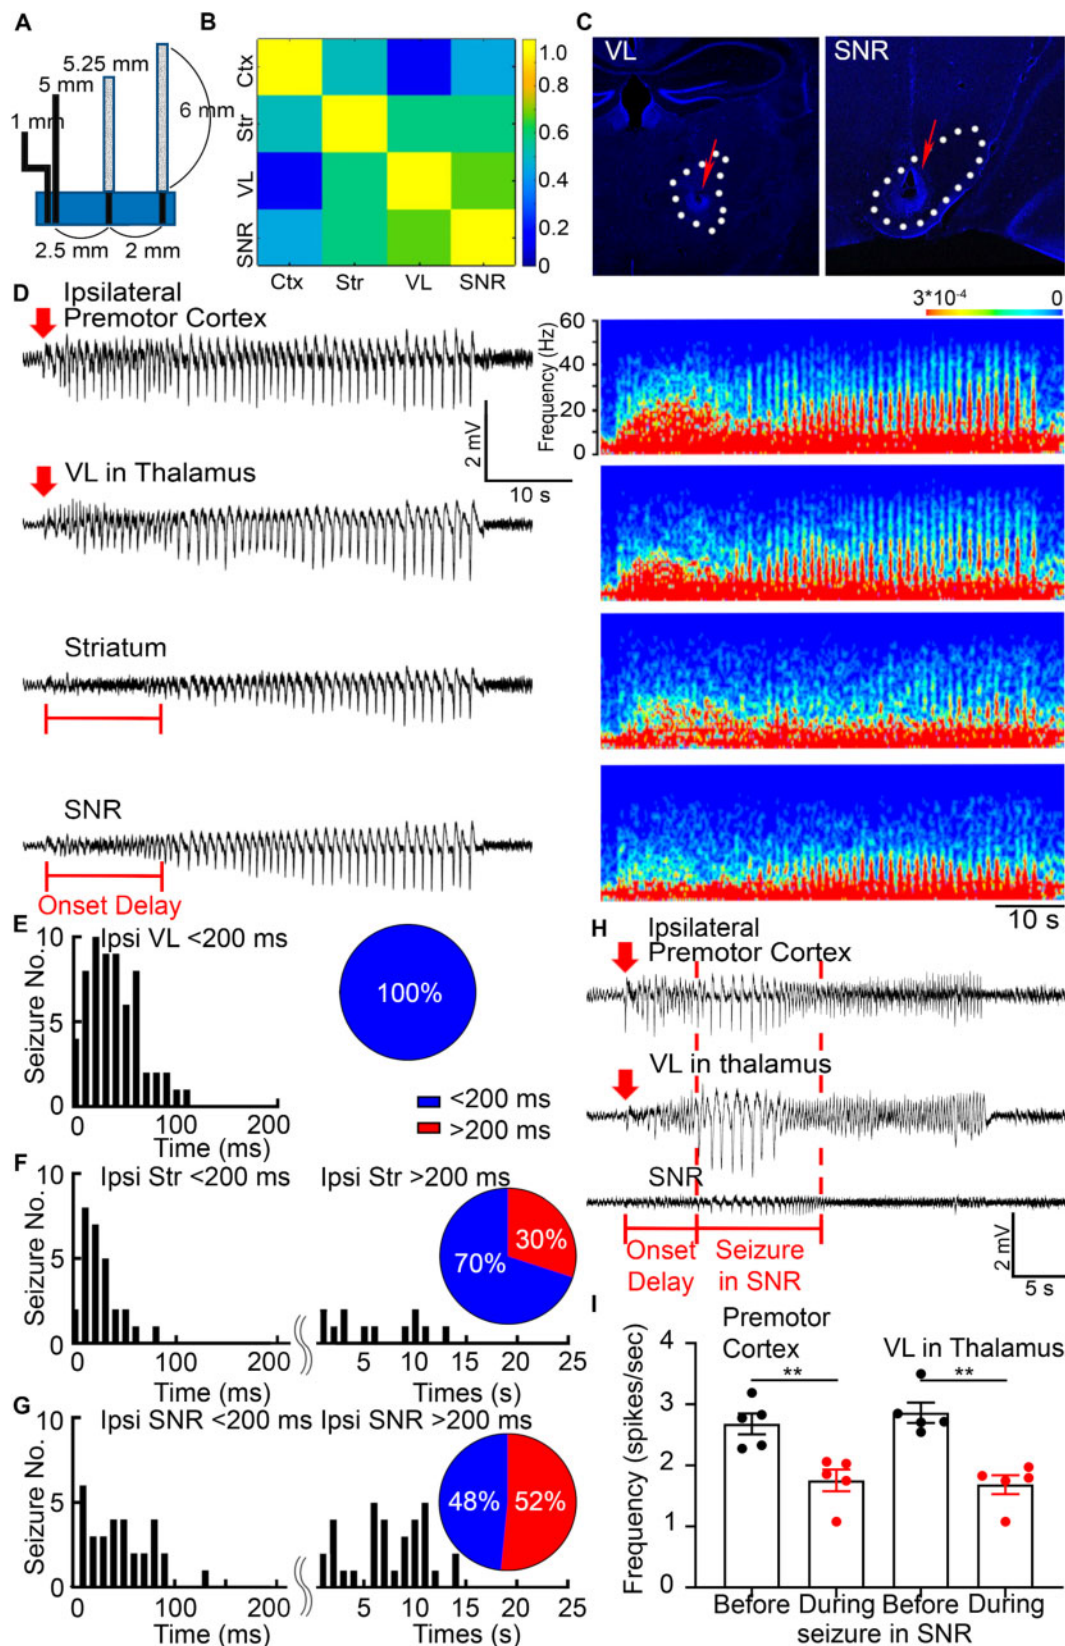 A
5.25 mm
5 mm
1 mm
6 mm
2.5 mm
2 mm
B
Ctx
Str
VL
SNR
Ctx
Str
VL
SNR
1.0
0.8
0.6
0.4
0.2
0
C
VL
SNR
D
Ipsilateral
Premotor Cortex
2 mV
10 s
VL in Thalamus
Striatum
SNR
Onset Delay
3*10-4
0
60
40
20
0
Frequency (Hz)
10 s
E
Ipsi VL <200 ms
10
5
0
Seizure No.
0
100
200
Time (ms)
100%
<200 ms
>200 ms
F
Ipsi Str <200 ms
Ipsi Str >200 ms
10
5
0
Seizure No.
0
100
200
5
10
15
20
25
Time (ms)
Times (s)
70%
30%
G
Ipsi SNR <200 ms
Ipsi SNR >200 ms
10
5
0
Seizure No.
0
100
200
5
10
15
20
25
Time (ms)
Times (s)
48%
52%
H
Ipsilateral
Premotor Cortex
VL in thalamus
SNR
Onset
Delay
Seizure
in SNR
2 mV
5 s
I
Premotor
Cortex
VL in Thalamus
**
**
4
3
2
1
0
Frequency (spikes/sec)
Before
During
Before
During
seizure in SNR